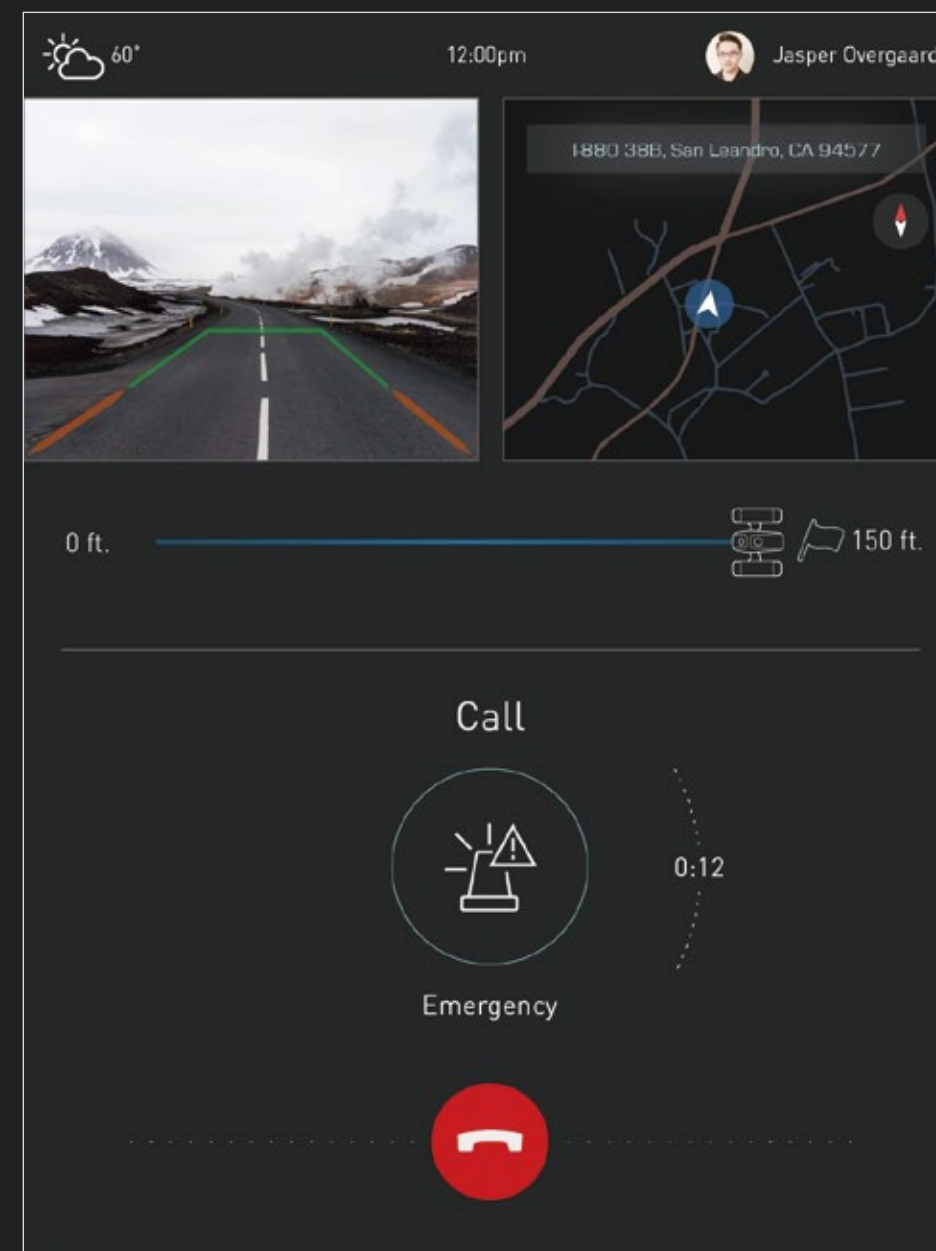 60°
12:00pm
Jasper Overgaard
I-880 38B, San Leandro, CA 94577
0 ft.
150 ft.
Call
0:12
Emergency